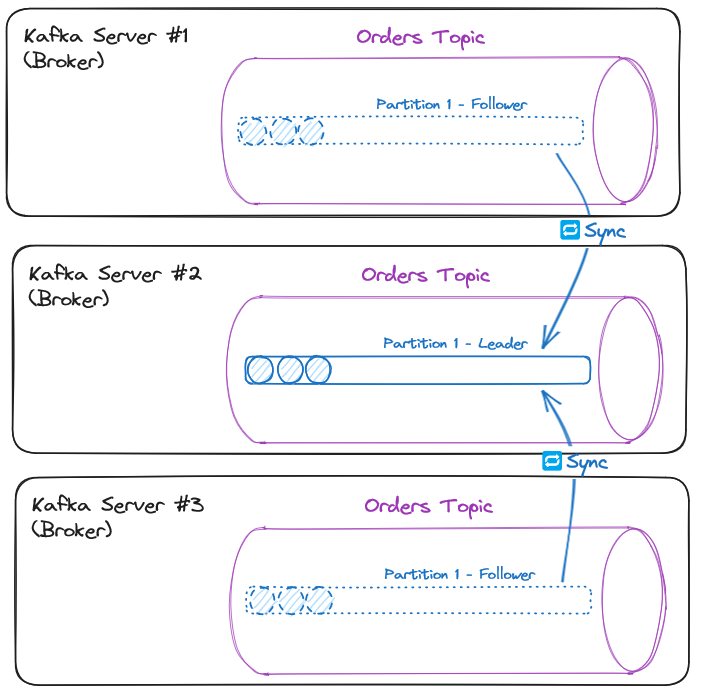 Kafka Server #1
(Broker)
Orders Topic
Partition 1 - Follower
Sync
Kafka Server #2
(Broker)
Orders Topic
Partition 1 - Leader
Sync
Kafka Server #3
(Broker)
Orders Topic
Partition 1 - Follower